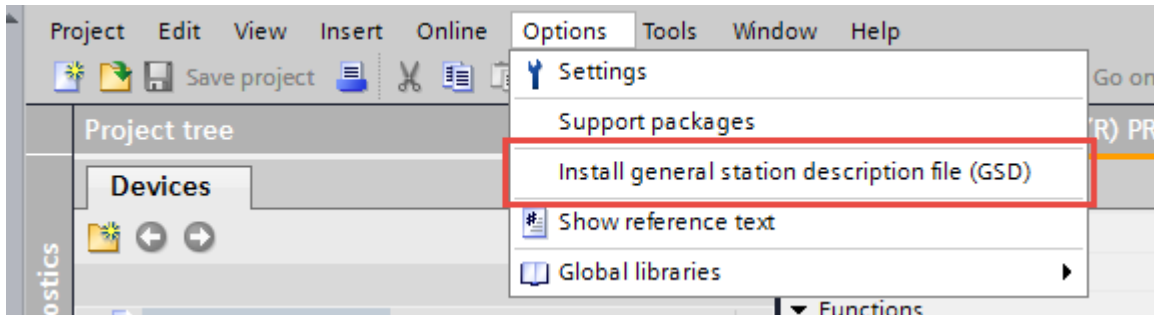 Project Edit View Insert Online Options Tools Window Help
Save project
Go on
Settings
Support packages
Install general station description file (GSD)
Show reference text
Global libraries
Project tree
(R) PR
Devices
ostics
Functions